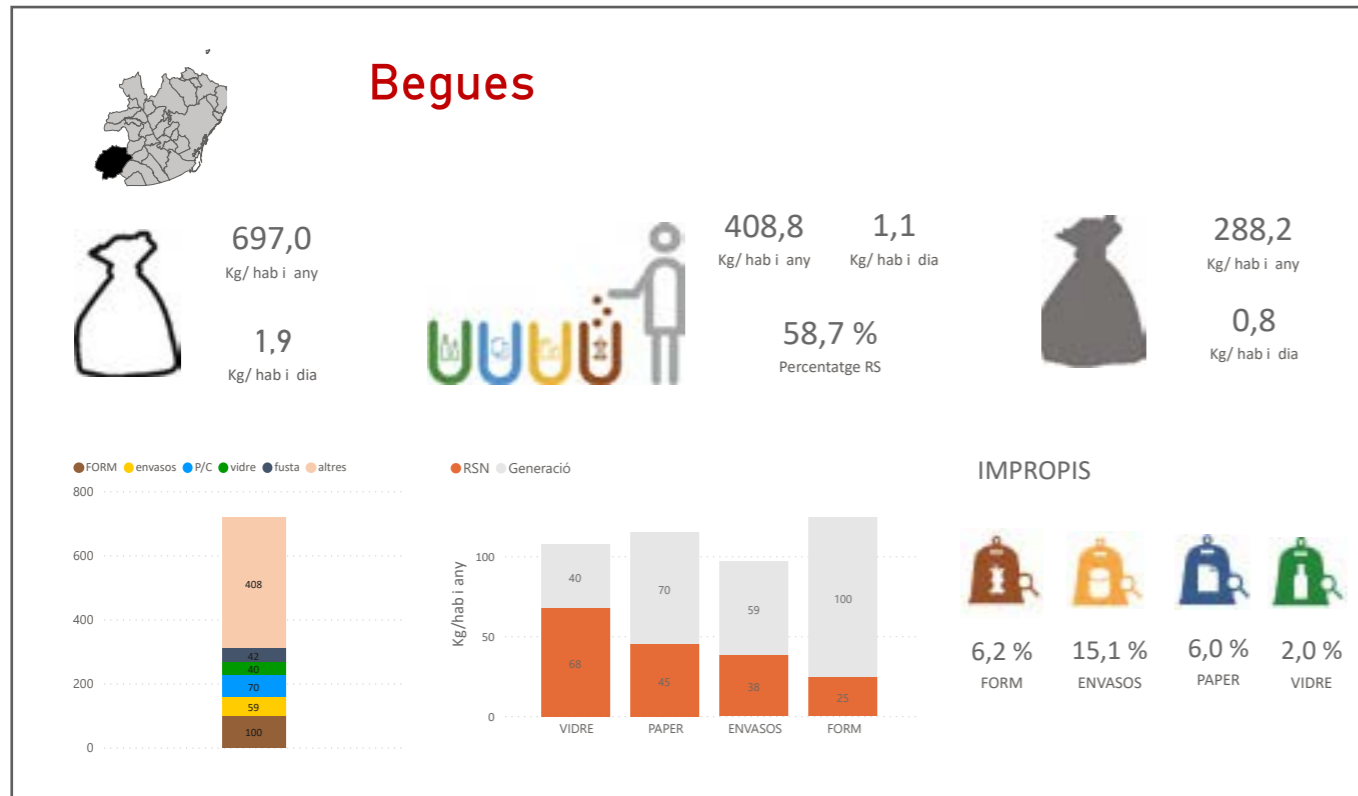 Begues
697,0
Kg/ hab i any
1,9
Kg/ hab i dia
408,8
Kg/ hab i any
1,1
Kg/ hab i dia
58,7 %
Percentatge RS
288,2
Kg/ hab i any
0,8
Kg/ hab i dia
FORM envasos P/C vidre fusta altres
800
600
400
200
0
408
42
40
70
59
100
RSN Generació
Kg/hab i any
100
50
0
40
68
70
45
59
38
100
25
VIDRE PAPER ENVASOS FORM
IMPROPIS
6,2 %
FORM
15,1 %
ENVASOS
6,0 %
PAPER
2,0 %
VIDRE